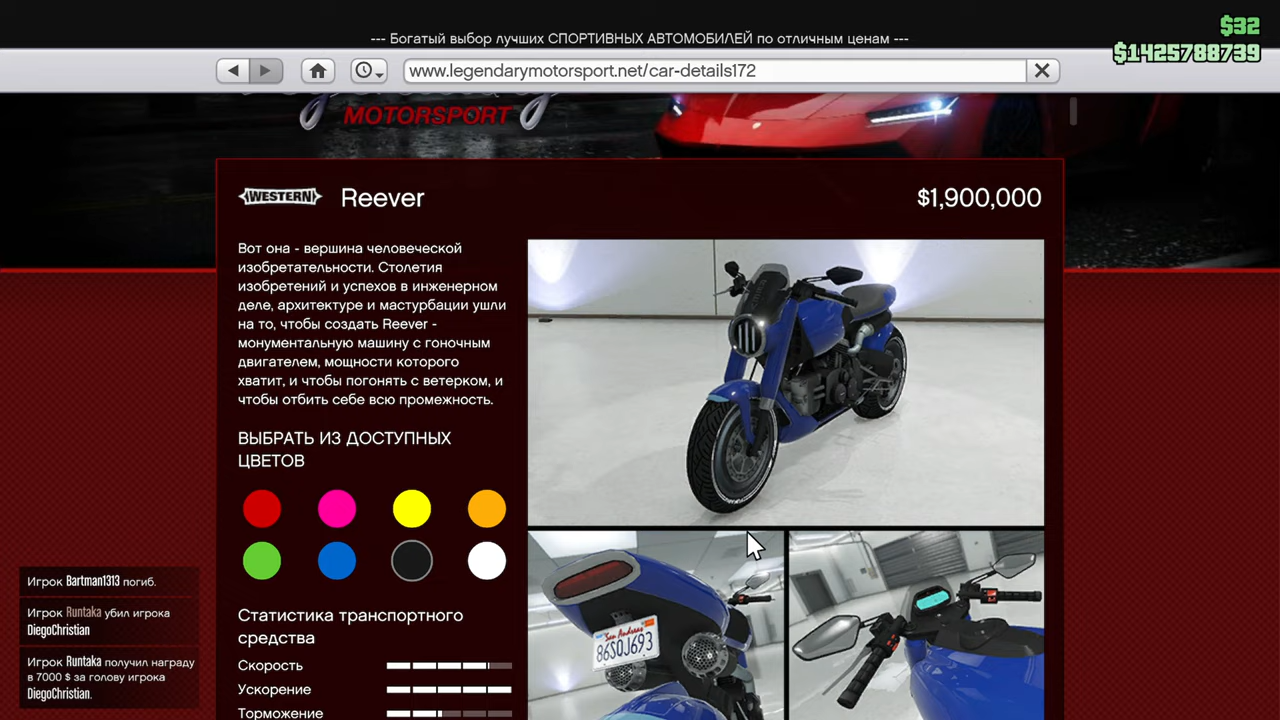 --- Богатый выбор лучших СПОРТИВНЫХ АВТОМОБИЛЕЙ по отличным ценам ---
$32
$1425788739
www.legendarymotorsport.net/car-details172
MOTORSPORT
WESTERN
Reever
$1,900,000
Вот она - вершина человеческой
изобретательности. Столетия
изобретений и успехов в инженерном
деле, архитектуре и мастурбации ушли
на то, чтобы создать Reever -
монументальную машину с гоночным
двигателем, мощности которого
хватит, и чтобы погонять с ветерком, и
чтобы отбить себе всю промежность.
ВЫБРАТЬ ИЗ ДОСТУПНЫХ
ЦВЕТОВ
Статистика транспортного
средства
Скорость
Ускорение
Торможение
San Andreas
86SOJ693
Игрок Bartman1313 погиб.
Игрок Runtaka убил игрока
DiegoChristian
Игрок Runtaka получил награду
в 7000 $ за голову игрока
DiegoChristian.